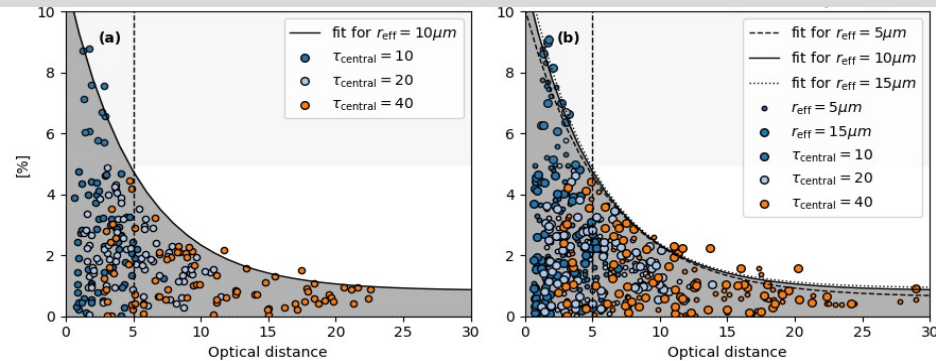 (a)
fit for r_eff = 10μm
τ_central = 10
τ_central = 20
τ_central = 40
10
8
6
4
2
0
[%]
0 5 10 15 20 25 30
Optical distance
(b)
fit for r_eff = 5μm
fit for r_eff = 10μm
fit for r_eff = 15μm
r_eff = 5μm
r_eff = 15μm
τ_central = 10
τ_central = 20
τ_central = 40
10
8
6
4
2
0
0 5 10 15 20 25 30
Optical distance